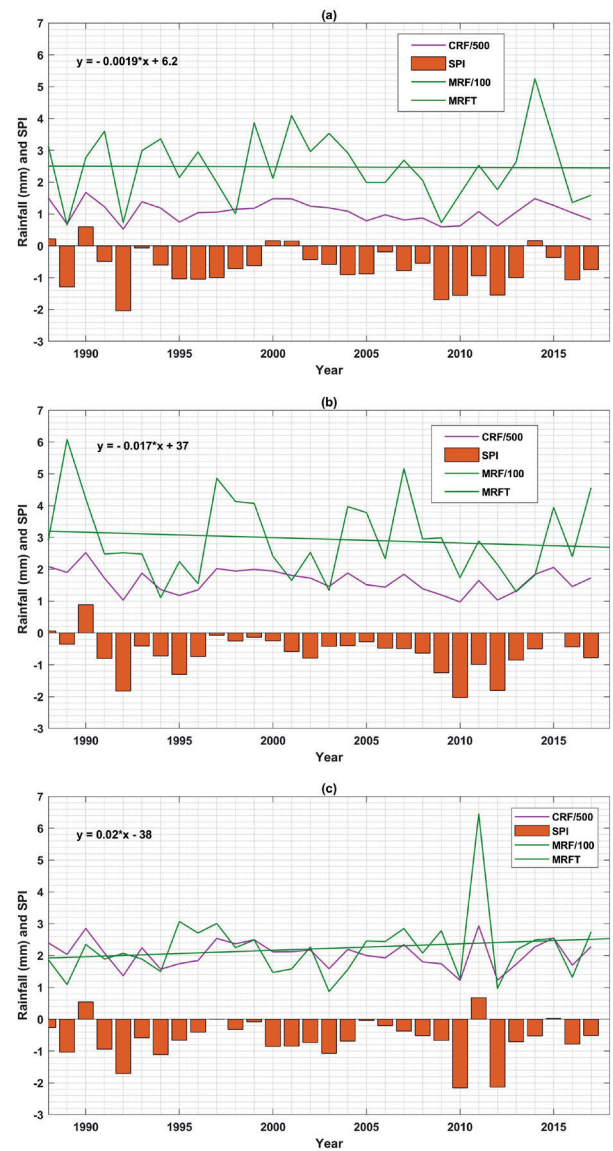 (a)
7
6
5
4
3
2
1
0
-1
-2
-3
Rainfall (mm) and SPI
y = - 0.0019*x + 6.2
CRF/500
SPI
MRF/100
MRFT
1990 1995 2000 2005 2010 2015
Year
(b)
7
6
5
4
3
2
1
0
-1
-2
-3
Rainfall (mm) and SPI
y = - 0.017*x + 37
CRF/500
SPI
MRF/100
MRFT
1990 1995 2000 2005 2010 2015
Year
(c)
7
6
5
4
3
2
1
0
-1
-2
-3
Rainfall (mm) and SPI
y = 0.02*x - 38
CRF/500
SPI
MRF/100
MRFT
1990 1995 2000 2005 2010 2015
Year